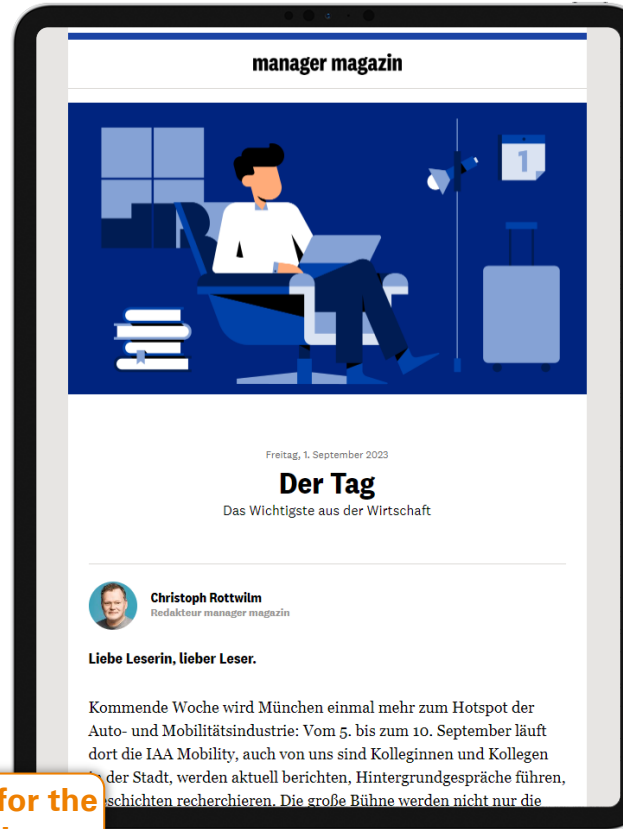 manager magazin
1
Freitag, 1. September 2023
Der Tag
Das Wichtigste aus der Wirtschaft
Christoph Rottwilm
Redakteur manager magazin
Liebe Leserin, lieber Leser.
Kommende Woche wird München einmal mehr zum Hotspot der
Auto- und Mobilitätsindustrie: Vom 5. bis zum 10. September läuft
dort die IAA Mobility, auch von uns sind Kolleginnen und Kollegen
der Stadt, werden aktuell berichten, Hintergrundgespräche führen,
recherchieren. Die große Bühne werden nicht nur die
for the